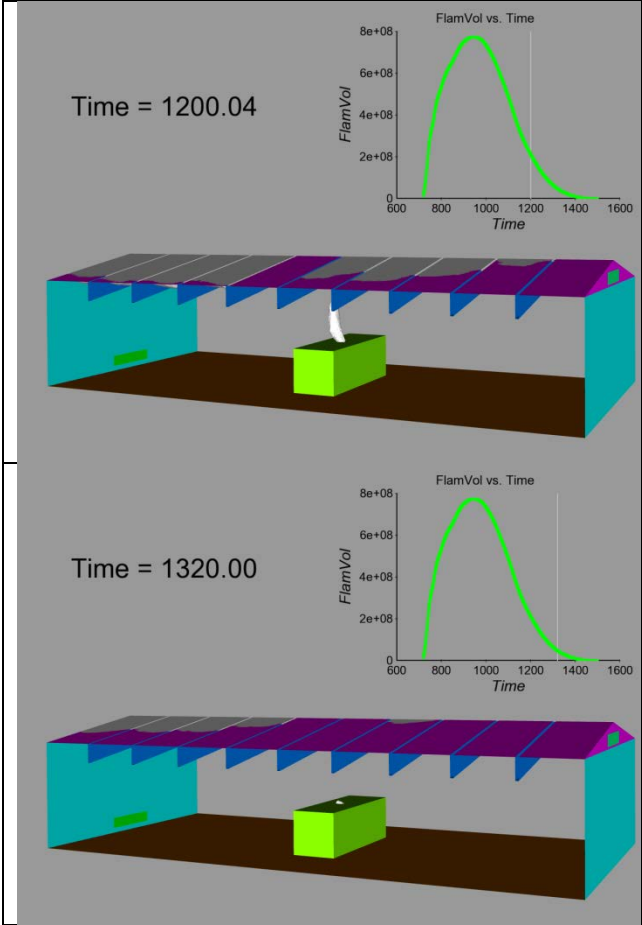 FlamVol vs. Time
8e+08
6e+08
4e+08
2e+08
0
FlamVol
600 800 1000 1200 1400 1600
Time
Time = 1200.04
FlamVol vs. Time
8e+08
6e+08
4e+08
2e+08
0
FlamVol
600 800 1000 1200 1400 1600
Time
Time = 1320.00